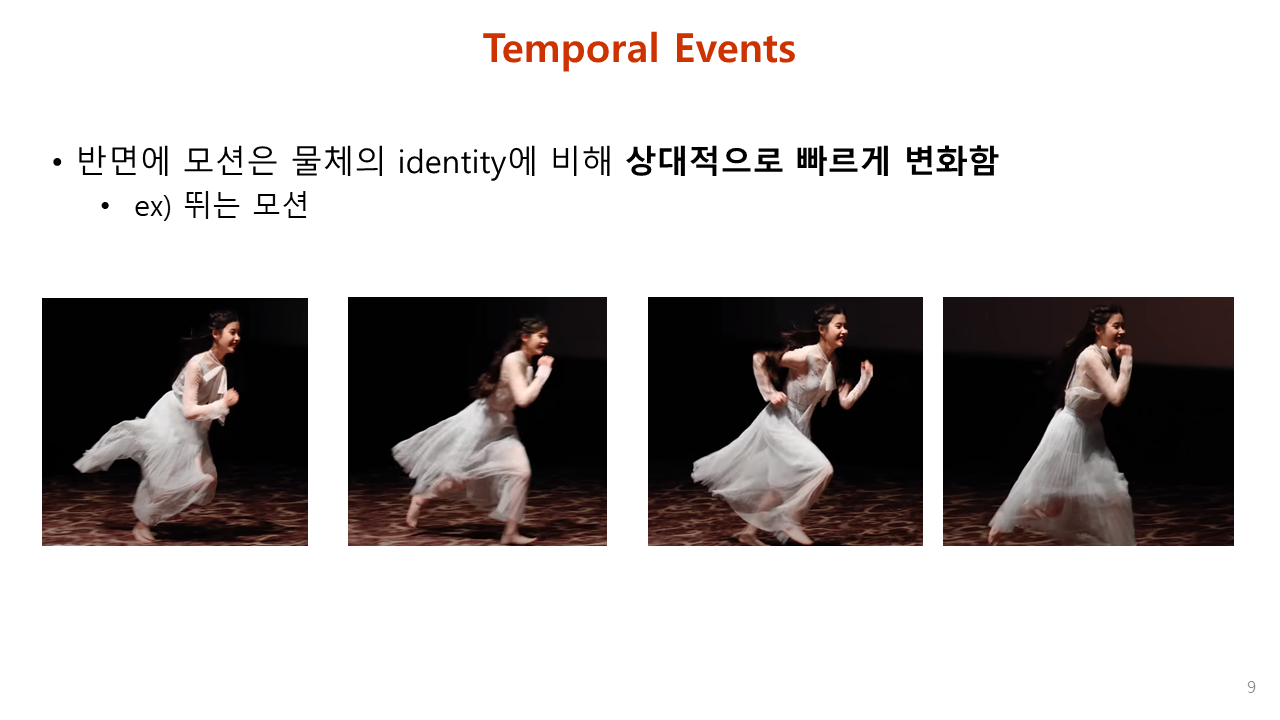 Temporal Events
• 반면에 모션은 물체의 identity에 비해 상대적으로 빠르게 변화함
• ex) 뛰는 모션
9